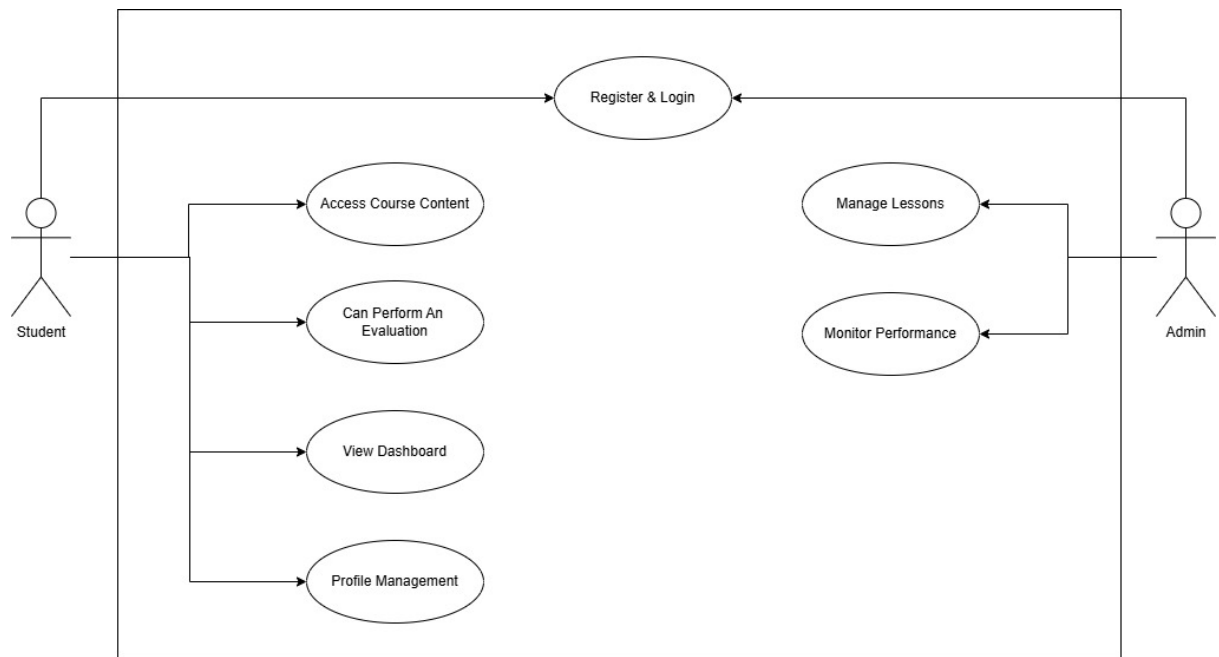 Register & Login
Access Course Content
Manage Lessons
Can Perform An
Evaluation
Monitor Performance
Student
Admin
View Dashboard
Profile Management